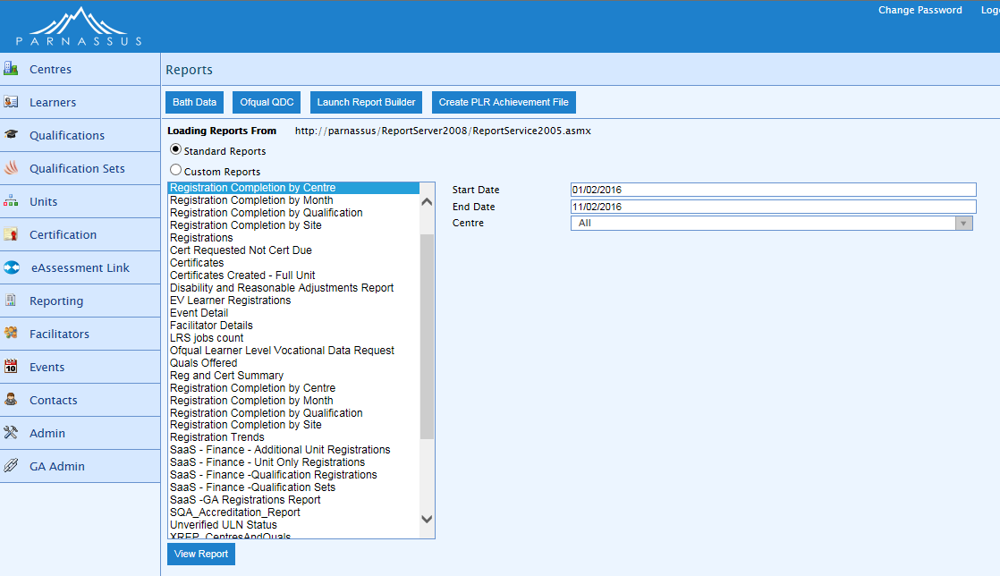 Change Password
PARNASSUS
Centres
Learners
Qualifications
Qualification Sets
Units
Certification
eAssessment Link
Reporting
Facilitators
Events
10
Contacts
Admin
GA Admin
Reports
Bath Data
Ofqual QDC
Launch Report Builder
Create PLR Achievement File
Loading Reports From http://parnassus/ReportServer2008/ReportService2005.asmx
Standard Reports
Custom Reports
Registration Completion by Centre
Registration Completion by Month
Registration Completion by Qualification
Registration Completion by Site
Registrations
Cert Requested Not Cert Due
Certificates
Certificates Created - Full Unit
Disability and Reasonable Adjustments Report
EV Learner Registrations
Event Detail
Facilitator Details
LRS jobs count
Ofqual Learner Level Vocational Data Request
Quals Offered
Reg and Cert Summary
Registration Completion by Centre
Registration Completion by Month
Registration Completion by Qualification
Registration Completion by Site
Registration Trends
SaaS - Finance - Additional Unit Registrations
SaaS - Finance - Unit Only Registrations
SaaS - Finance -Qualification Registrations
SaaS - Finance -Qualification Sets
SaaS -GA Registrations Report
SQA_Accreditation_Report
Unverified ULN Status
XREP_CentresAndQuals
Start Date 01/02/2016
End Date 11/02/2016
Centre All
View Report